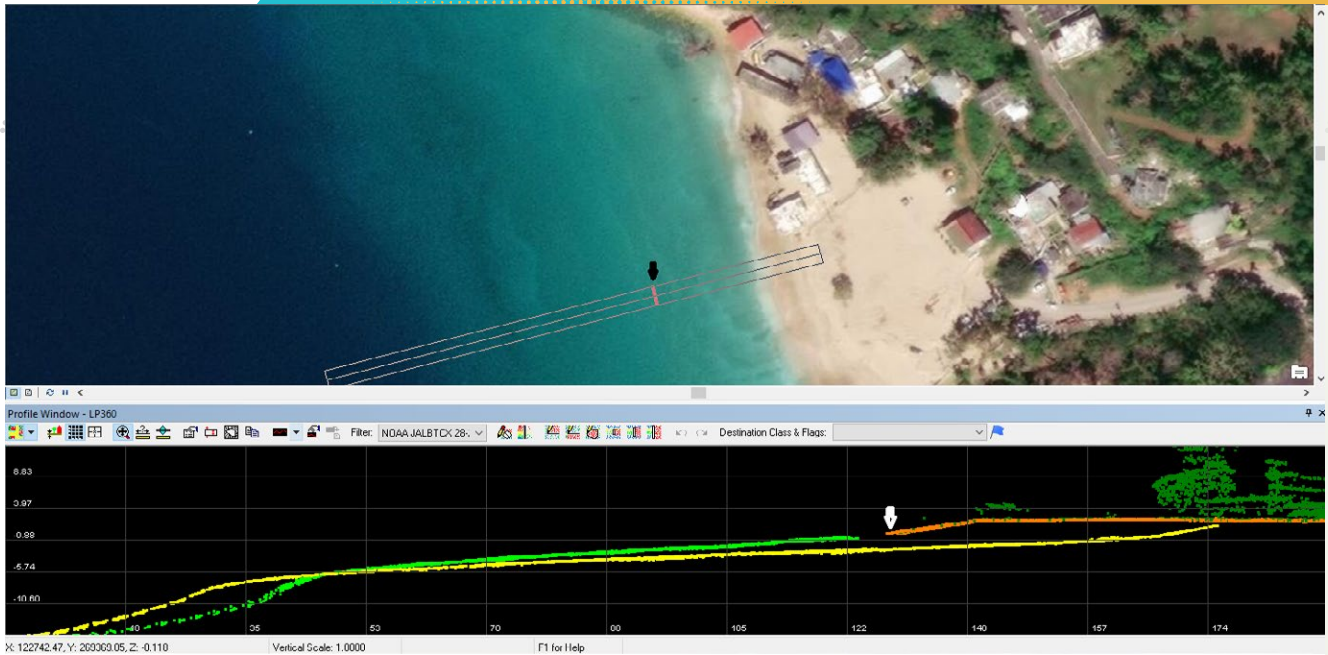 Profile Window - LP360
Filter: NOAA JALBTCX 28-. Destination Class & Flags:
8.83
3.97
-0.88
-5.74
-10.60
40 35 53 70 00 105 122 140 157 174
X: 122742.47, Y: 269369.05, Z: -0.110 Vertical Scale: 1.0000 F1 for Help